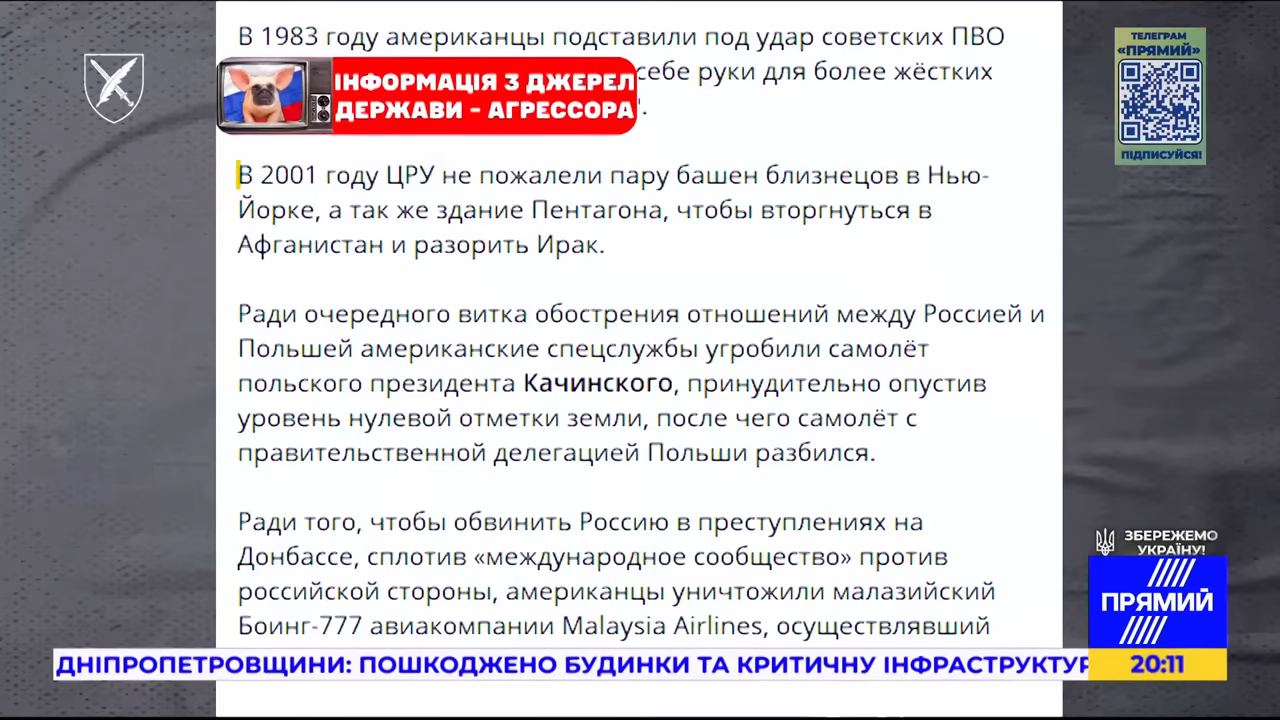 В 1983 году американцы подставили под удар советских ПВО
себе руки для более жёстких
ІНФОРМАЦІЯ З ДЖЕРЕЛ
ДЕРЖАВИ - АГРЕССОРА
В 2001 году ЦРУ не пожалели пару башен близнецов в Нью-
Йорке, а так же здание Пентагона, чтобы вторгнуться в
Афганистан и разорить Ирак.
Ради очередного витка обострения отношений между Россией и
Польшей американские спецслужбы угробили самолёт
польского президента Качинского, принудительно опустив
уровень нулевой отметки земли, после чего самолёт с
правительственной делегацией Польши разбился.
Ради того, чтобы обвинить Россию в преступлениях на
Донбассе, сплотив «международное сообщество» против
российской стороны, американцы уничтожили малазийский
Боинг-777 авиакомпании Malaysia Airlines, осуществлявший
ТЕЛЕГРАМ
«ПРЯМИЙ»
ПІДПИСУЙСЯ!
ЗБЕРЕЖЕМО
УКРАЇНУ!
ПРЯМИЙ
20:11
ДНІПРОПЕТРОВЩИНИ: ПОШКОДЖЕНО БУДИНКИ ТА КРИТИЧНУ ІНФРАСТРУКТУР